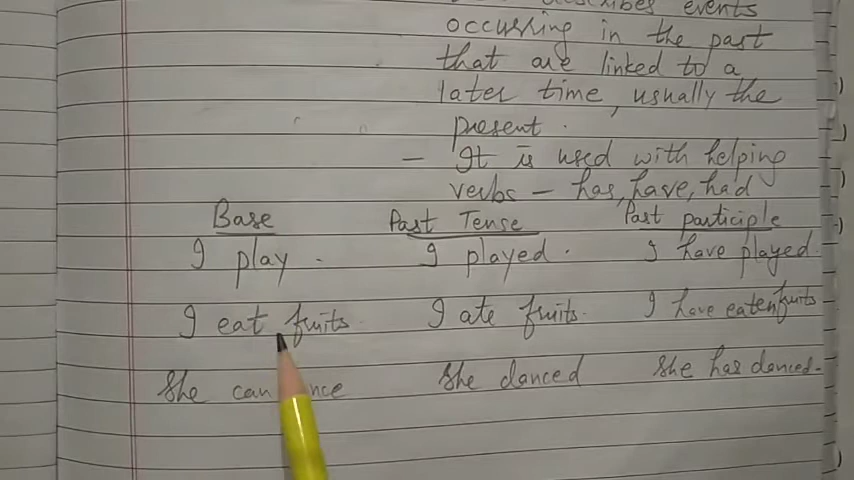 describes events
occurring in the past
that are linked to a
later time, usually the
present.
- It is used with helping
verbs - has, have, had
Base Past Tense Past participle
I play. I played. I have played.
I eat fruits. I ate fruits. I have eaten fruits
She can She danced She has danced.